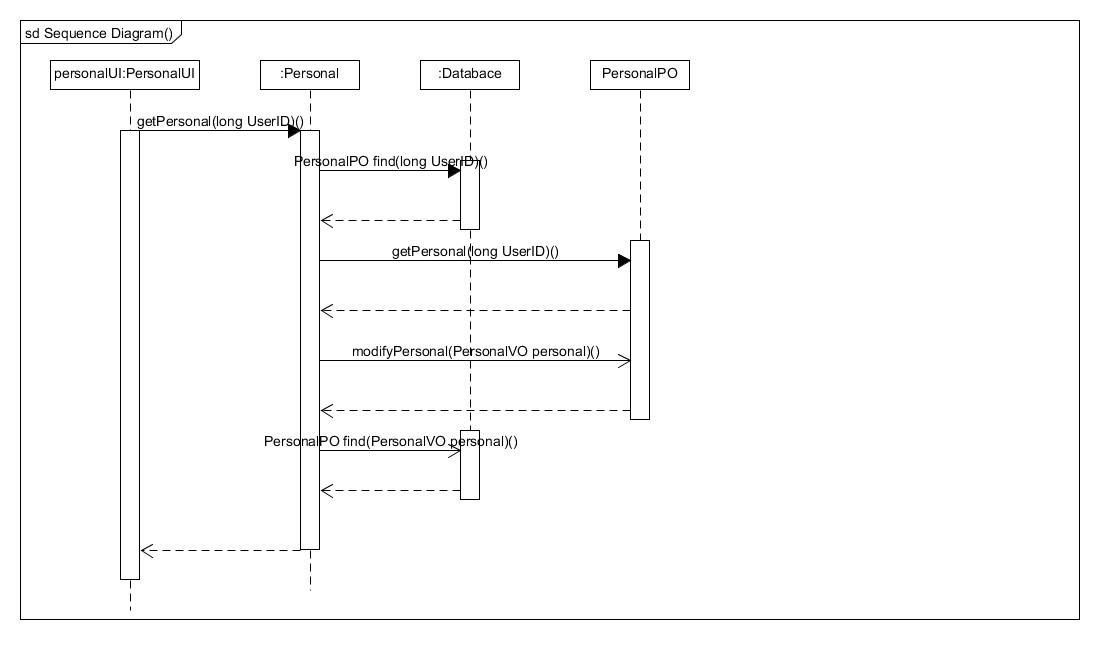 sd Sequence Diagram()
personalUI:PersonalUI
:Personal
:Databace
PersonalPO
getPersonal(long UserID)()
PersonalPO find(long UserID)()
getPersonal(long UserID)()
modifyPersonal(PersonalVO personal)()
PersonalPO find(PersonalVO personal)()